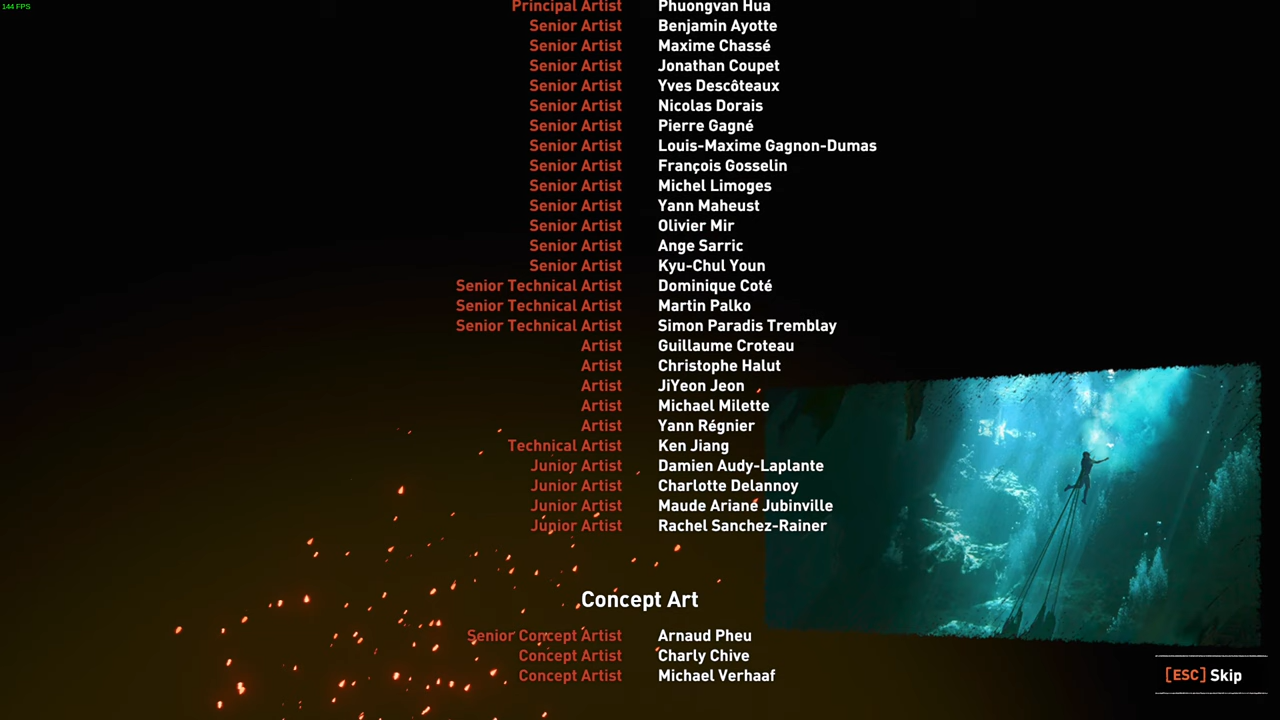 144 FPS
Principal Artist Phuongvan Hua
Senior Artist Benjamin Ayotte
Senior Artist Maxime Chassé
Senior Artist Jonathan Coupet
Senior Artist Yves Descôteaux
Senior Artist Nicolas Dorais
Senior Artist Pierre Gagné
Senior Artist Louis-Maxime Gagnon-Dumas
Senior Artist François Gosselin
Senior Artist Michel Limoges
Senior Artist Yann Maheust
Senior Artist Olivier Mir
Senior Artist Ange Sarric
Senior Artist Kyu-Chul Youn
Senior Technical Artist Dominique Coté
Senior Technical Artist Martin Palko
Senior Technical Artist Simon Paradis Tremblay
Artist Guillaume Croteau
Artist Christophe Halut
Artist JiYeon Jeon
Artist Michael Milette
Artist Yann Régnier
Technical Artist Ken Jiang
Junior Artist Damien Audy-Laplante
Junior Artist Charlotte Delannoy
Junior Artist Maude Ariane Jubinville
Junior Artist Rachel Sanchez-Rainer
Concept Art
Senior Concept Artist Arnaud Pheu
Concept Artist Charly Chive
Concept Artist Michael Verhaaf
[ESC] Skip